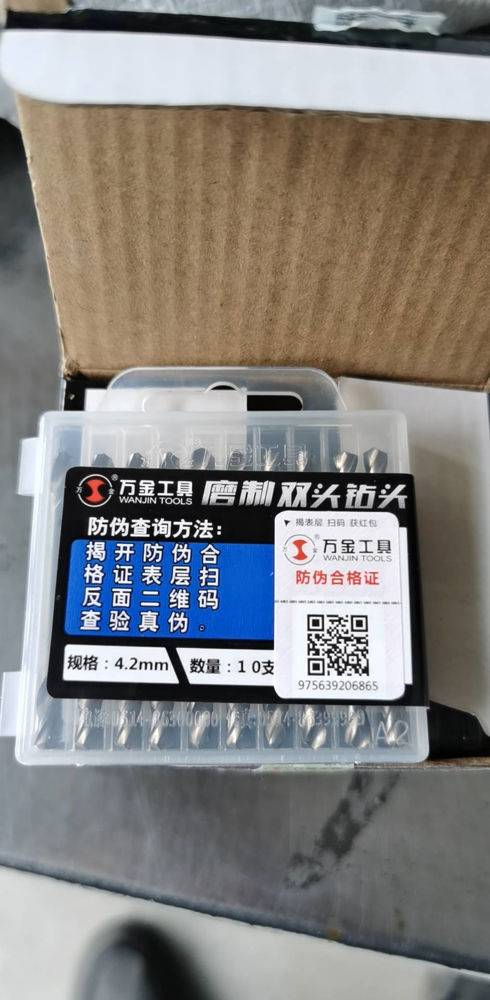 万金工具
WANJIN TOOLS
磨制双头钻头
防伪查询方法：
揭开防伪合
格证表层扫
反面二维码
查验真伪。
规格：4.2mm
数量：10支
揭表层 扫码 获红包
万金工具
WANJIN TOOLS
防伪合格证
975639206865
A2